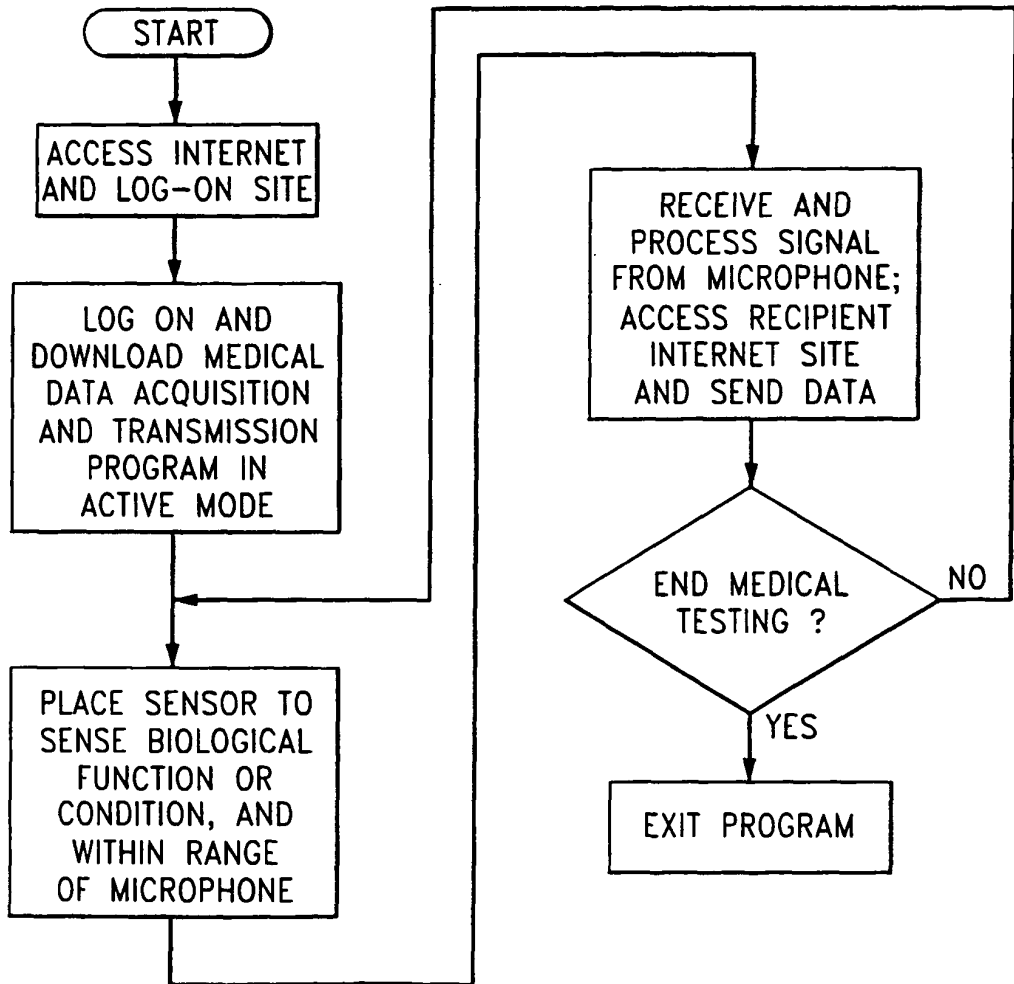 START
ACCESS INTERNET
AND LOG-ON SITE
LOG ON AND
DOWNLOAD MEDICAL
DATA ACQUISITION
AND TRANSMISSION
PROGRAM IN
ACTIVE MODE
PLACE SENSOR TO
SENSE BIOLOGICAL
FUNCTION OR
CONDITION, AND
WITHIN RANGE
OF MICROPHONE
RECEIVE AND
PROCESS SIGNAL
FROM MICROPHONE;
ACCESS RECIPIENT
INTERNET SITE
AND SEND DATA
END MEDICAL
TESTING ?
NO
YES
EXIT PROGRAM